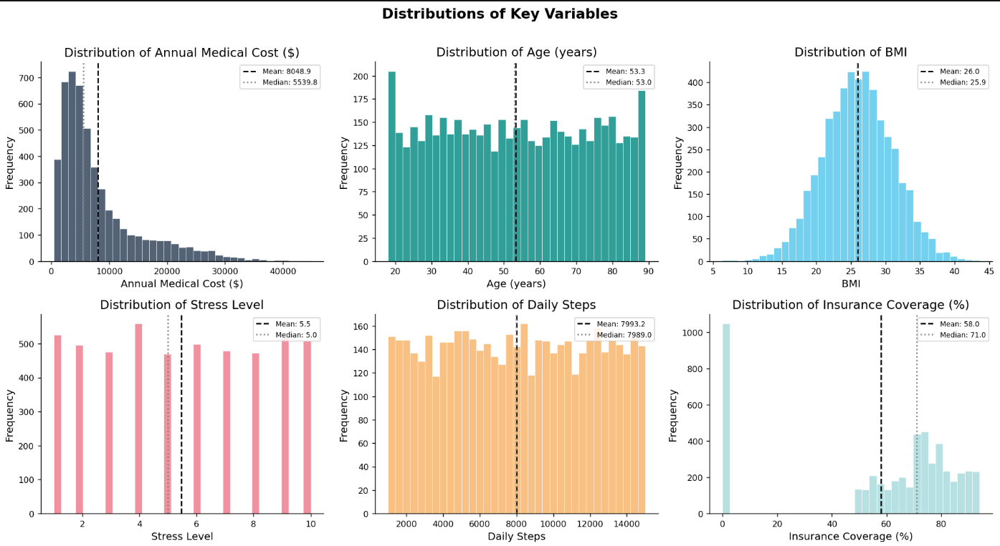 Distributions of Key Variables
Distribution of Annual Medical Cost ($)
Mean: 8048.9
Median: 5539.8
Frequency
700
600
500
400
300
200
100
0
0 10000 20000 30000 40000
Annual Medical Cost ($)
Distribution of Age (years)
Mean: 53.3
Median: 53.0
Frequency
200
175
150
125
100
75
50
25
0
20 30 40 50 60 70 80 90
Age (years)
Distribution of BMI
Mean: 26.0
Median: 25.9
Frequency
400
350
300
250
200
150
100
50
0
5 10 15 20 25 30 35 40 45
BMI
Distribution of Stress Level
Mean: 5.5
Median: 5.0
Frequency
500
400
300
200
100
0
2 4 6 8 10
Stress Level
Distribution of Daily Steps
Mean: 7993.2
Median: 7989.0
Frequency
160
140
120
100
80
60
40
20
0
2000 4000 6000 8000 10000 12000 14000
Daily Steps
Distribution of Insurance Coverage (%)
Mean: 58.0
Median: 71.0
Frequency
1000
800
600
400
200
0
0 20 40 60 80
Insurance Coverage (%)